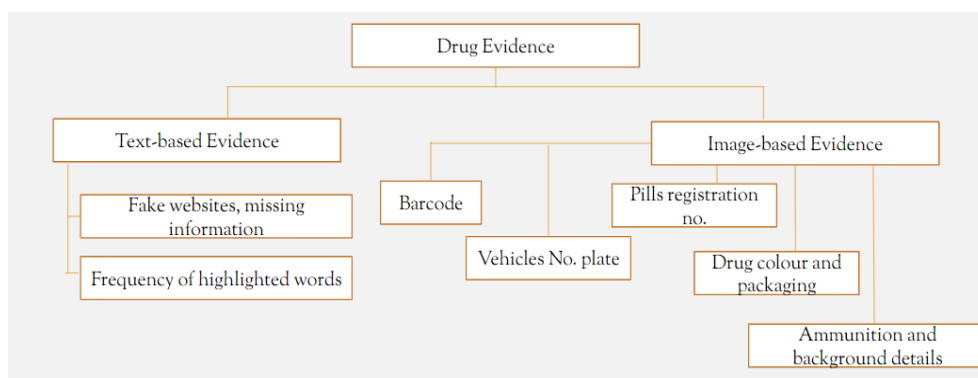 Drug Evidence
Text-based Evidence
Image-based Evidence
Fake websites, missing
information
Frequency of highlighted words
Barcode
Vehicles No. plate
Pills registration
no.
Drug colour and
packaging
Ammunition and
background details